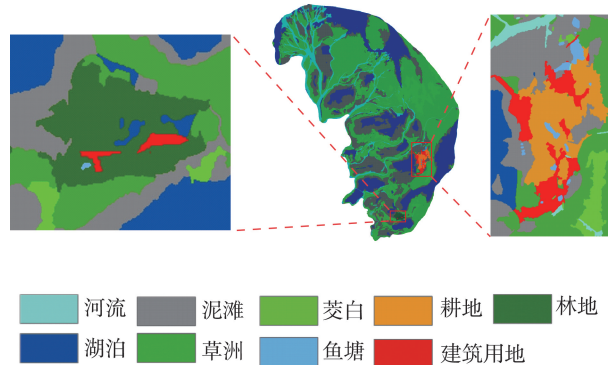 河流 泥滩 茭白 耕地 林地
湖泊 草洲 鱼塘 建筑用地